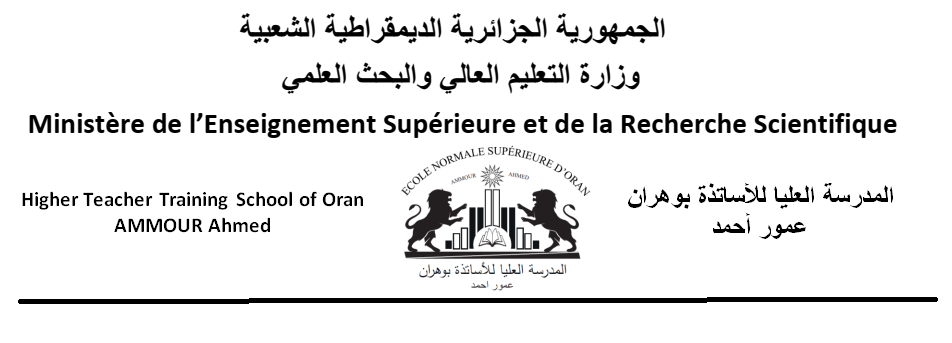 الجمهورية الجزائرية الديمقراطية الشعبية
وزارة التعليم العالي والبحث العلمي
Ministère de l’Enseignement Supérieure et de la Recherche Scientifique
Higher Teacher Training School of Oran
AMMOUR Ahmed
ECOLE NORMALE SUPÉRIEURE D'ORAN
AMMOUR AHMED
المدرسة العليا للأساتذة بوهران
عمور احمد
المدرسة العليا للأساتذة بوهران
عمور أحمد